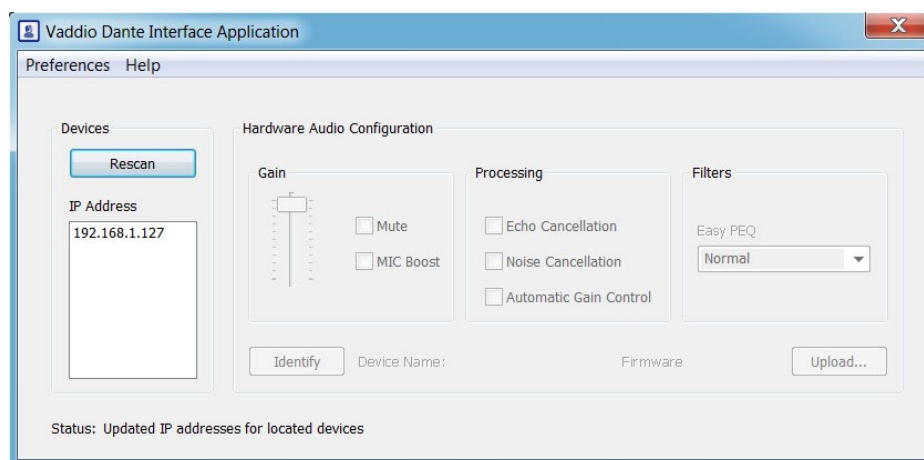 Vaddio Dante Interface Application
Preferences Help
Devices
Rescan
IP Address
192.168.1.127
Hardware Audio Configuration
Gain
Mute
MIC Boost
Processing
Echo Cancellation
Noise Cancellation
Automatic Gain Control
Filters
Easy PEQ
Normal
Identify Device Name: Firmware Upload...
Status: Updated IP addresses for located devices